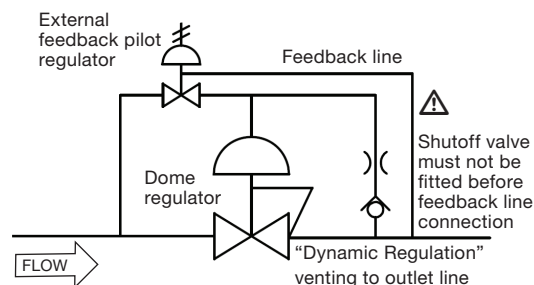 External
feedback pilot
regulator
Feedback line
Shutoff valve
must not be
fitted before
feedback line
connection
Dome
regulator
FLOW
“Dynamic Regulation”
venting to outlet line